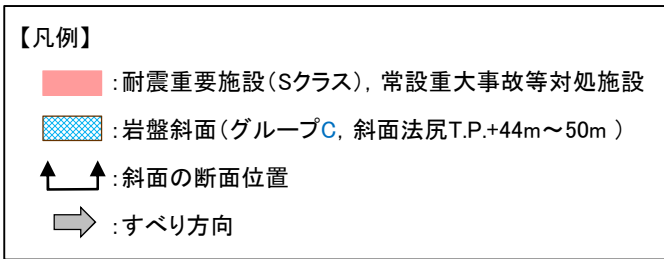 【凡例】
:耐震重要施設(Sクラス),常設重大事故等対処施設
:岩盤斜面(グループC,斜面法尻T.P.+44m～50m )
:斜面の断面位置
:すべり方向